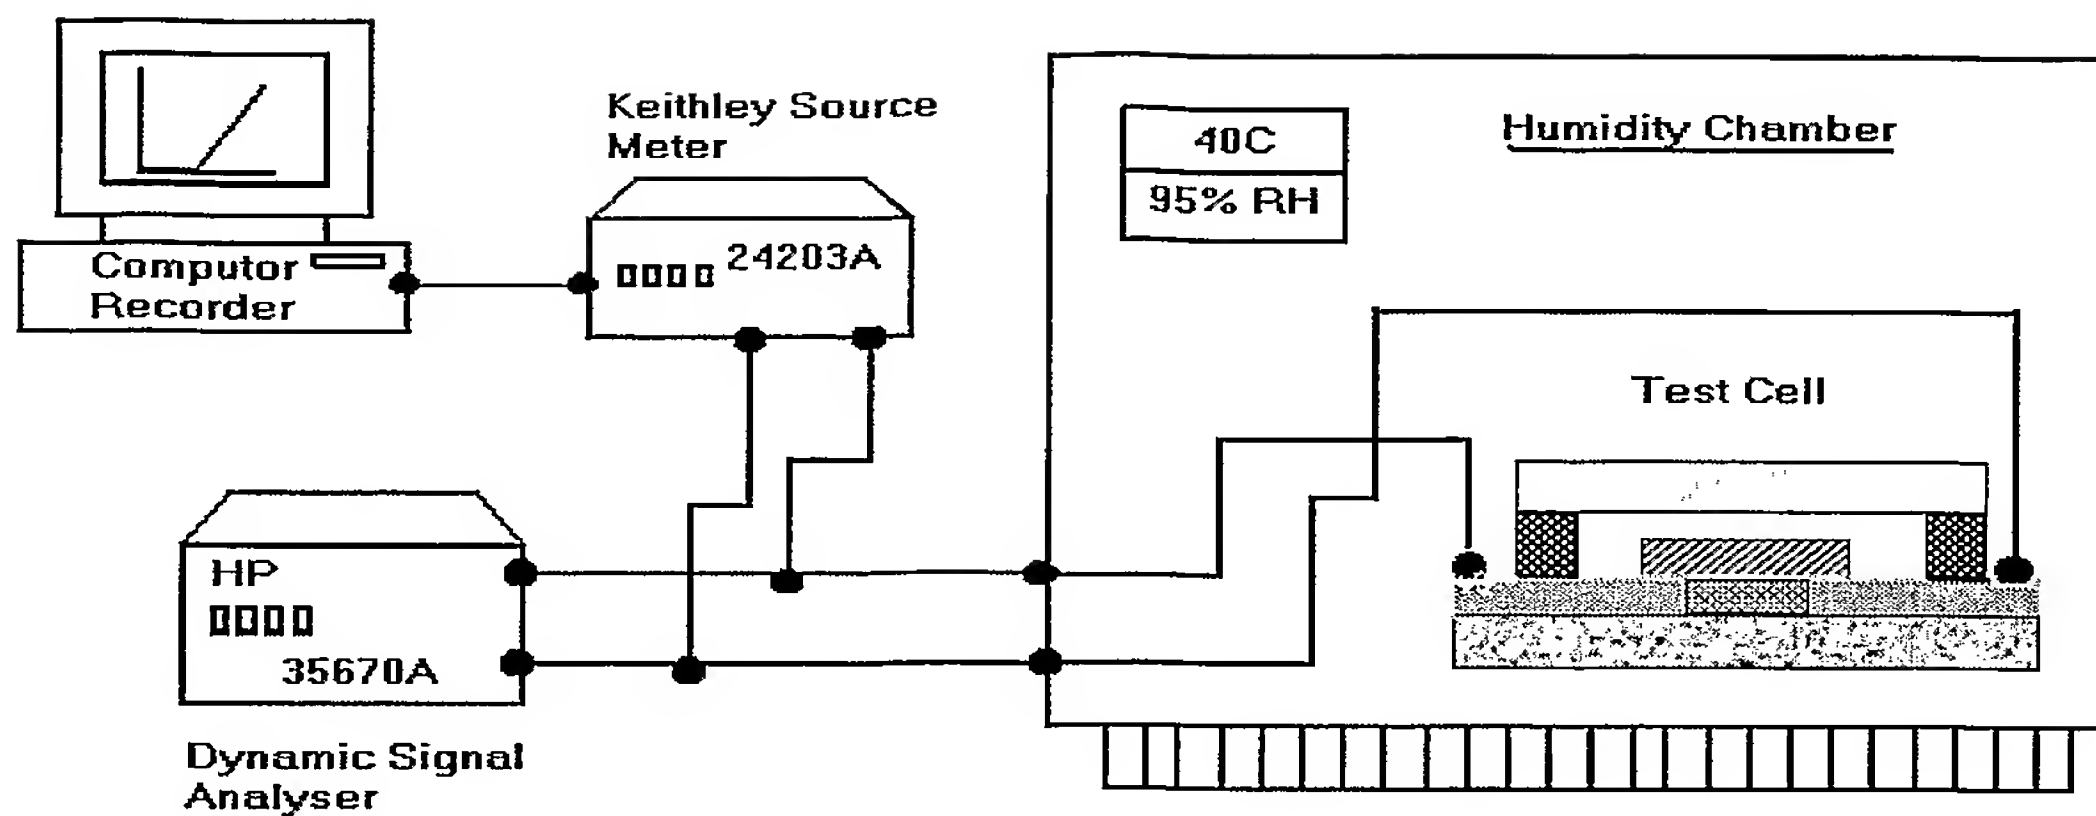 Keithley Source
Meter
24203A
Computor
Recorder
40C
95% RH
Humidity Chamber
Test Cell
HP
35670A
Dynamic Signal
Analyser